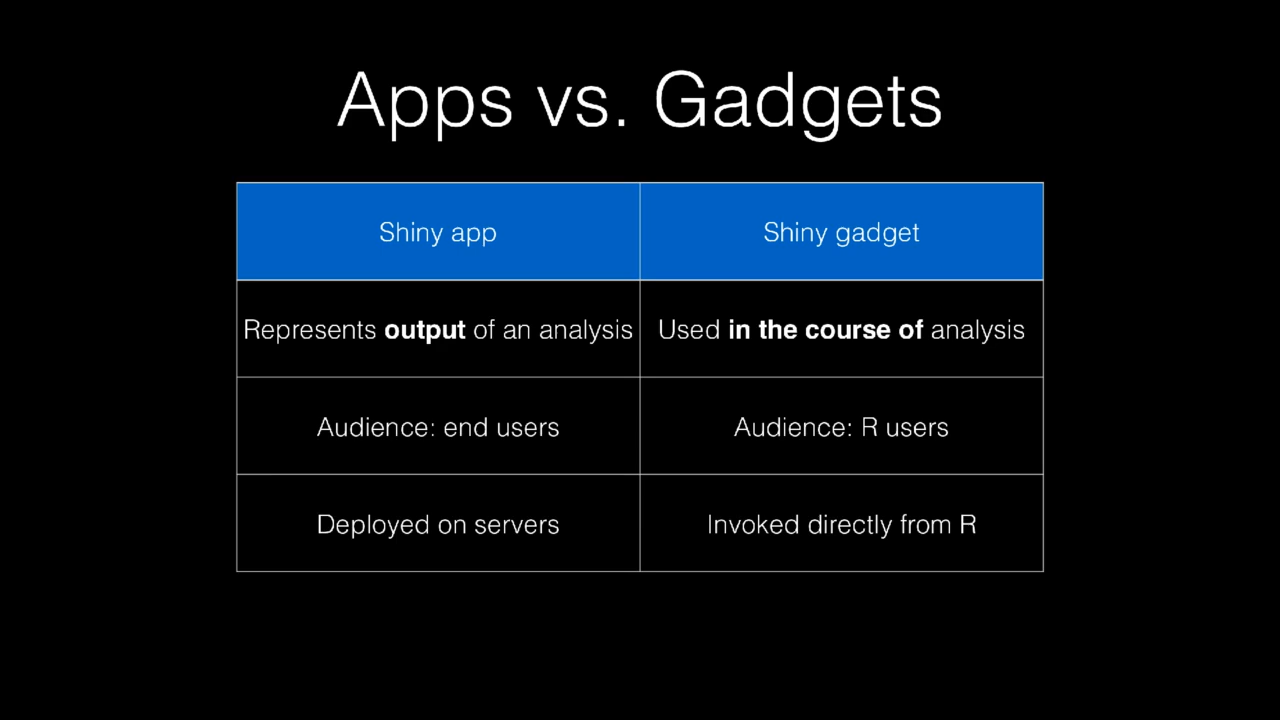 Apps vs. Gadgets
Shiny app
Shiny gadget
Represents output of an analysis
Used in the course of analysis
Audience: end users
Audience: R users
Deployed on servers
Invoked directly from R